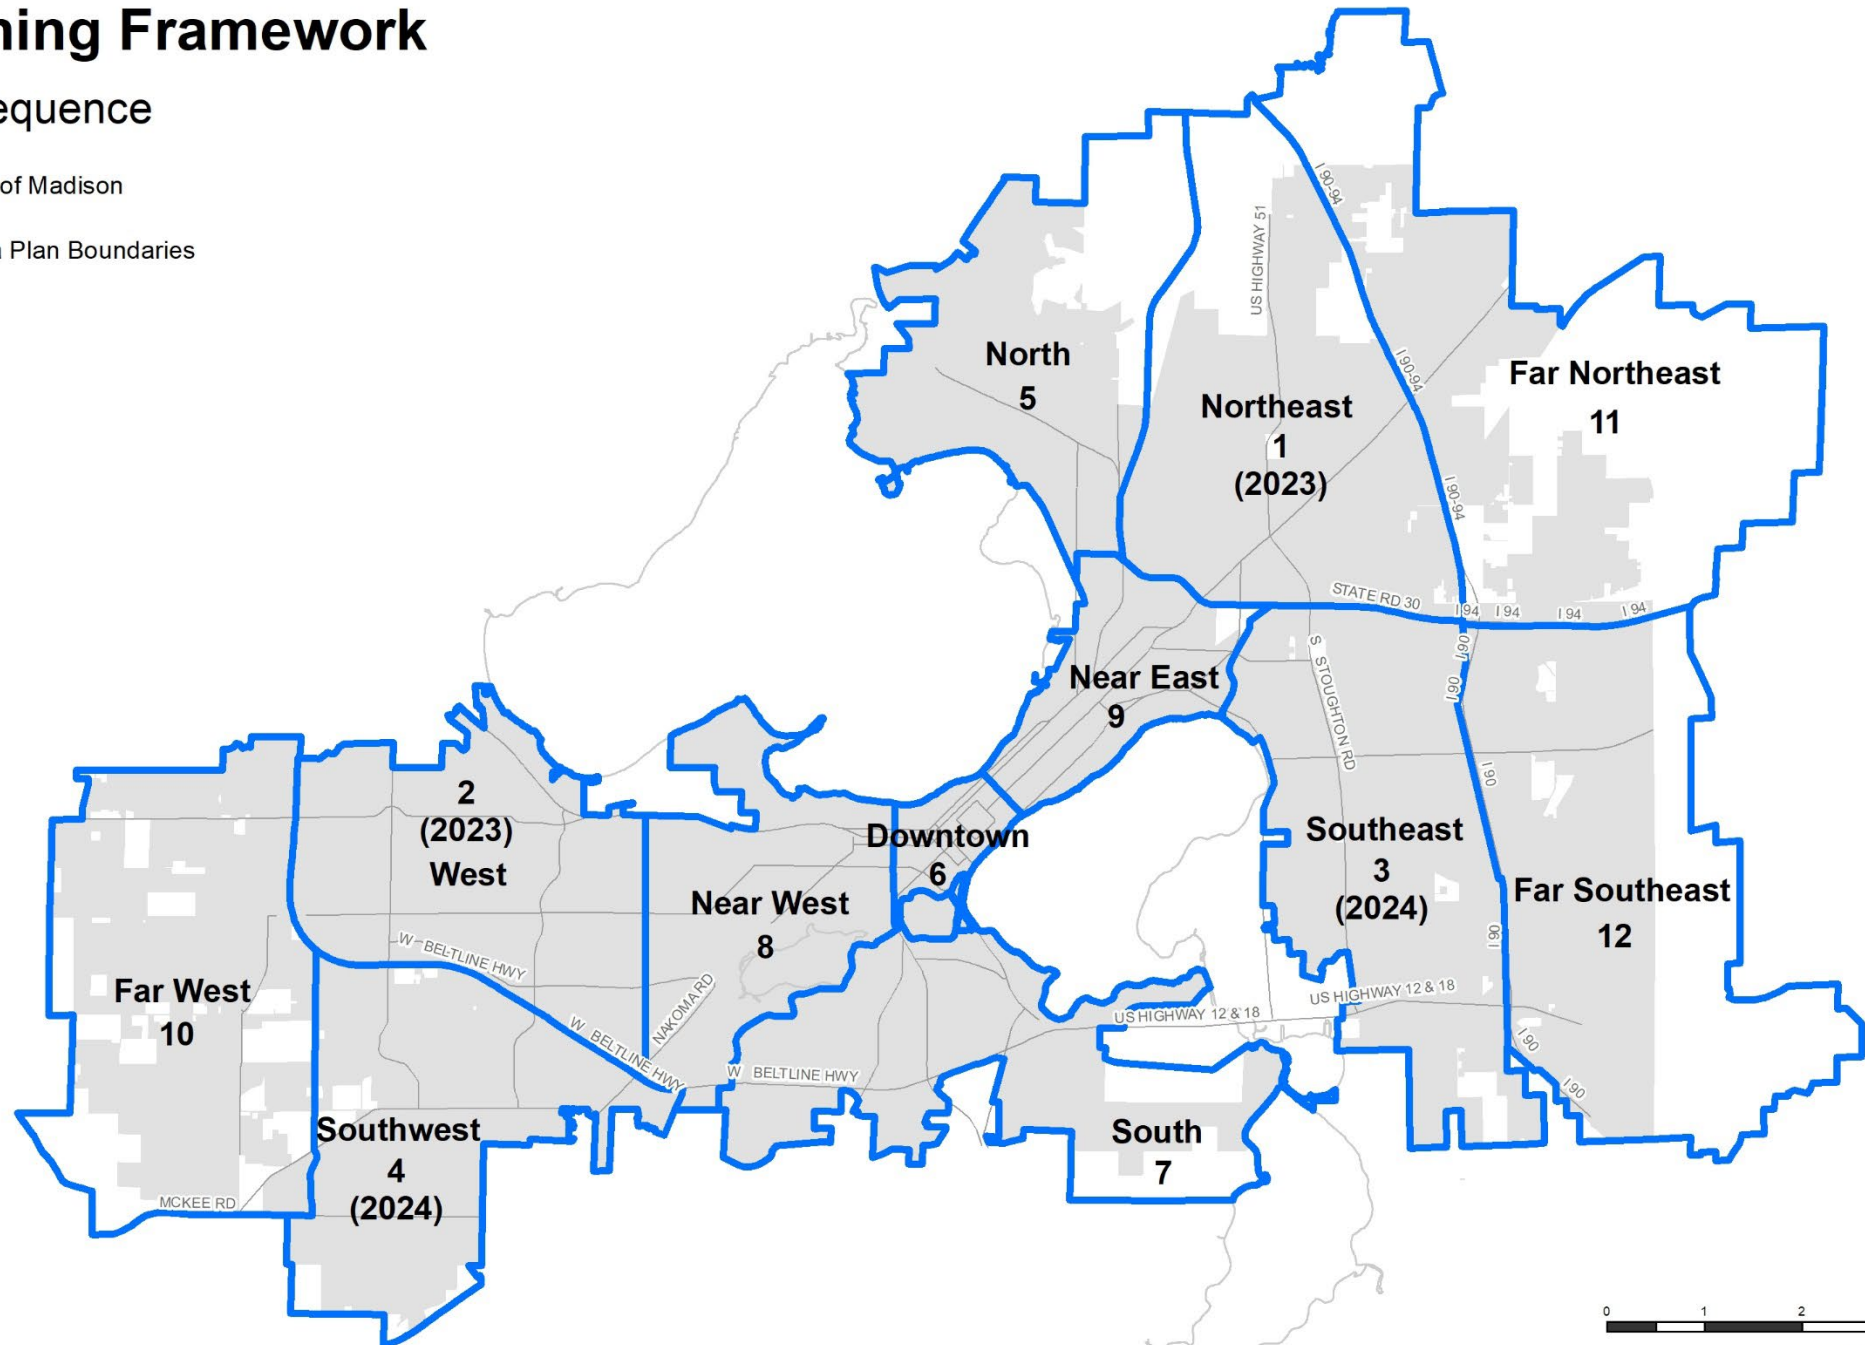 ning Framework
equence
of Madison
Plan Boundaries
I 90-94
US HIGHWAY 51
North
5
I 90-94
Far Northeast
11
Northeast
1
(2023)
I 90-94
STATE RD 30
I 94
I 94
I 94
I 94
I 90
I 90
S STOUGHTON RD
Near East
9
I 90
2
(2023)
West
Downtown
6
Southeast
3
(2024)
Near West
8
Far Southeast
12
I 90
W BELTLINE HWY
Far West
10
NAKOMA RD
US HIGHWAY 12 & 18
US HIGHWAY 12 & 18
W BELTLINE HWY
I 90
W BELTLINE HWY
I 90
Southwest
4
(2024)
South
7
MCKEE RD
0 1 2